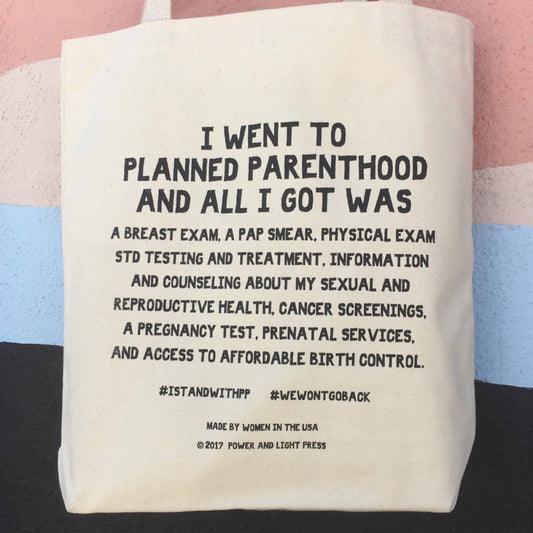 I WENT TO
PLANNED PARENTHOOD
AND ALL I GOT WAS
A BREAST EXAM, A PAP SMEAR, PHYSICAL EXAM
STD TESTING AND TREATMENT, INFORMATION
AND COUNSELING ABOUT MY SEXUAL AND
REPRODUCTIVE HEALTH, CANCER SCREENINGS,
A PREGNANCY TEST, PRENATAL SERVICES,
AND ACCESS TO AFFORDABLE BIRTH CONTROL.
#ISTANDWITHPP #WEWONTGOBACK
MADE BY WOMEN IN THE USA
©2017 POWER AND LIGHT PRESS